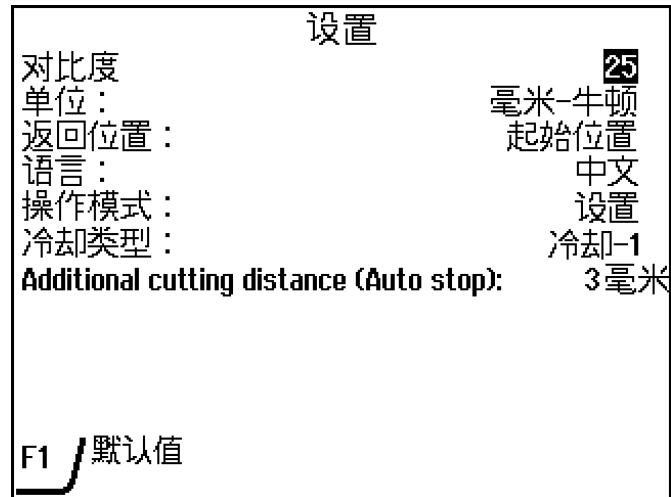 设置
对比度 25
单位： 毫米-牛顿
返回位置： 起始位置
语言： 中文
操作模式： 设置
冷却类型： 冷却-1
Additional cutting distance (Auto stop): 3毫米
F1 默认值